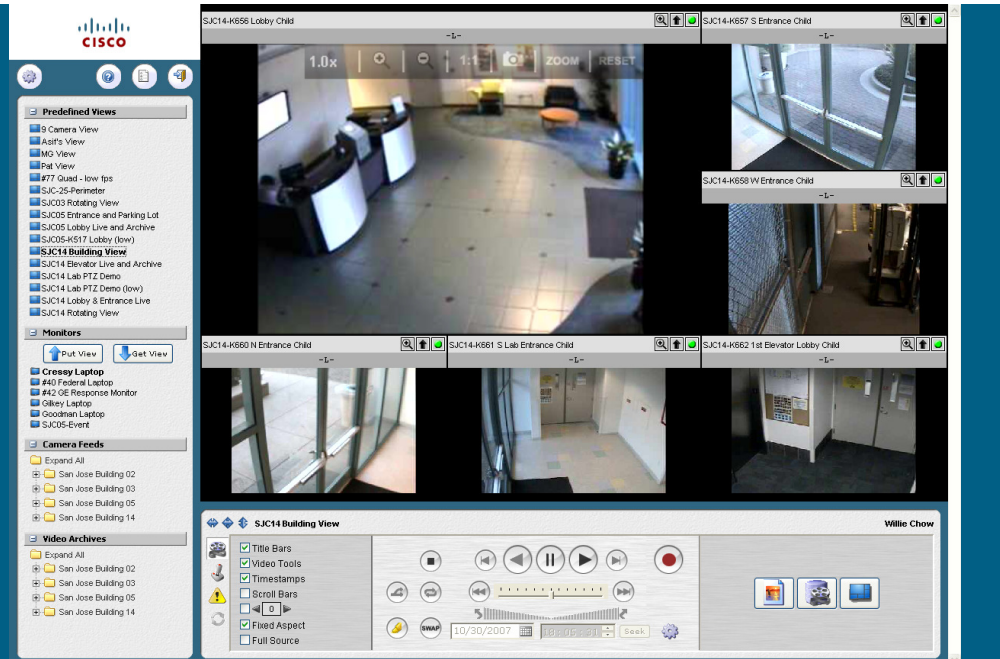 CISCO
Predefined Views
9 Camera View
Asif's View
MG View
Pat View
#77 Quad - low fps
SJC-25-Perimeter
SJC03 Rotating View
SJC05 Entrance and Parking Lot
SJC05 Lobby Live and Archive
SJC05-K517 Lobby (low)
SJC14 Building View
SJC14 Elevator Live and Archive
SJC14 Lab PTZ Demo
SJC14 Lab PTZ Demo (low)
SJC14 Lobby & Entrance Live
SJC14 Rotating View
Monitors
Put View Get View
Cressy Laptop
#40 Federal Laptop
#42 GE Response Monitor
Gilkey Laptop
Goodman Laptop
SJC05-Event
Camera Feeds
Expand All
San Jose Building 02
San Jose Building 03
San Jose Building 05
San Jose Building 14
Video Archives
Expand All
San Jose Building 02
San Jose Building 03
San Jose Building 05
San Jose Building 14
SJC14-K656 Lobby Child
-L-
1.0x 1:1 ZOOM RESET
SJC14-K657 S Entrance Child
-L-
SJC14-K658 W Entrance Child
-L-
SJC14-K660 N Entrance Child
-L-
SJC14-K661 S Lab Entrance Child
-L-
SJC14-K662 1st Elevator Lobby Child
-L-
SJC14 Building View
Willie Chow
Title Bars
Video Tools
Timestamps
Scroll Bars
0
Fixed Aspect
Full Source
SWAP
10/30/2007
Seek